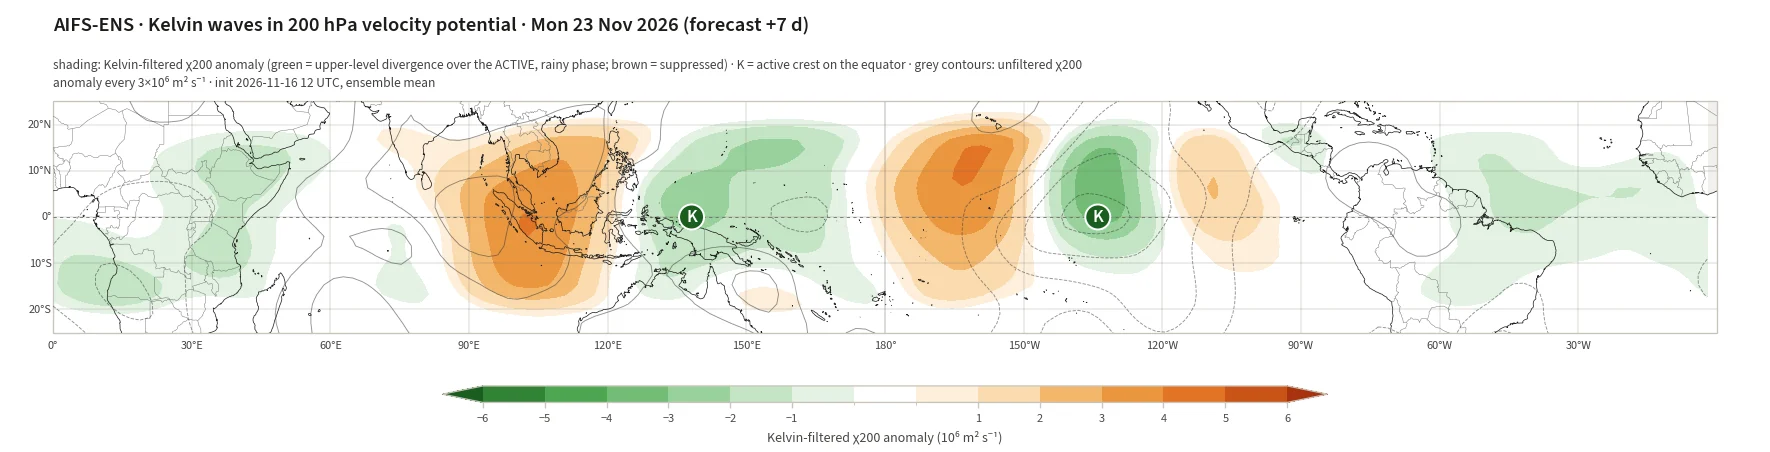 AIFS-ENS · Kelvin waves in 200 hPa velocity potential · Mon 23 Nov 2026 (forecast +7 d)
shading: Kelvin-filtered χ200 anomaly (green = upper-level divergence over the ACTIVE, rainy phase; brown = suppressed) · K = active crest on the equator · grey contours: unfiltered χ200
anomaly every 3×10⁶ m² s⁻¹ · init 2026-11-16 12 UTC, ensemble mean
20°N
10°N
0°
10°S
20°S
K
K
0° 30°E 60°E 90°E 120°E 150°E 180° 150°W 120°W 90°W 60°W 30°W
−6 −5 −4 −3 −2 −1 1 2 3 4 5 6
Kelvin-filtered χ200 anomaly (10⁶ m² s⁻¹)